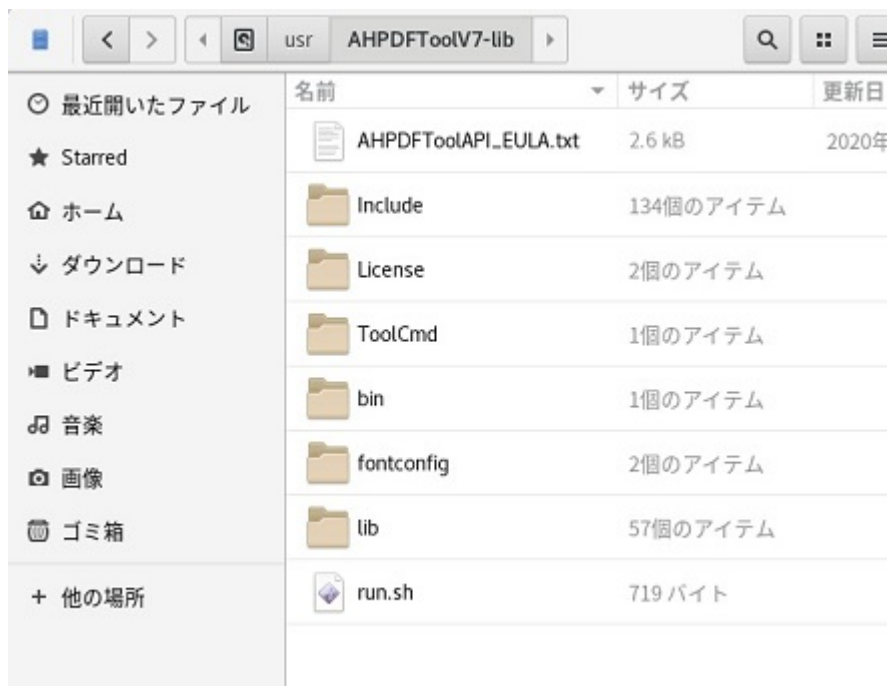 usr AHPDFToolV7-lib
名前 サイズ 更新日
最近開いたファイル
Starred
ホーム
ダウンロード
ドキュメント
ビデオ
音楽
画像
ゴミ箱
+ 他の場所
AHPDFToolAPI_EULA.txt 2.6 kB 2020年
Include 134個のアイテム
License 2個のアイテム
ToolCmd 1個のアイテム
bin 1個のアイテム
fontconfig 2個のアイテム
lib 57個のアイテム
run.sh 719 バイト